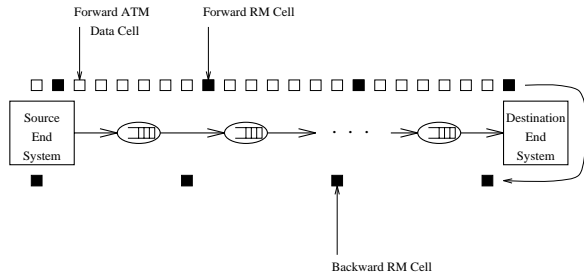 Forward ATM
Data Cell
Forward RM Cell
Source
End
System
Destination
End
System
Backward RM Cell